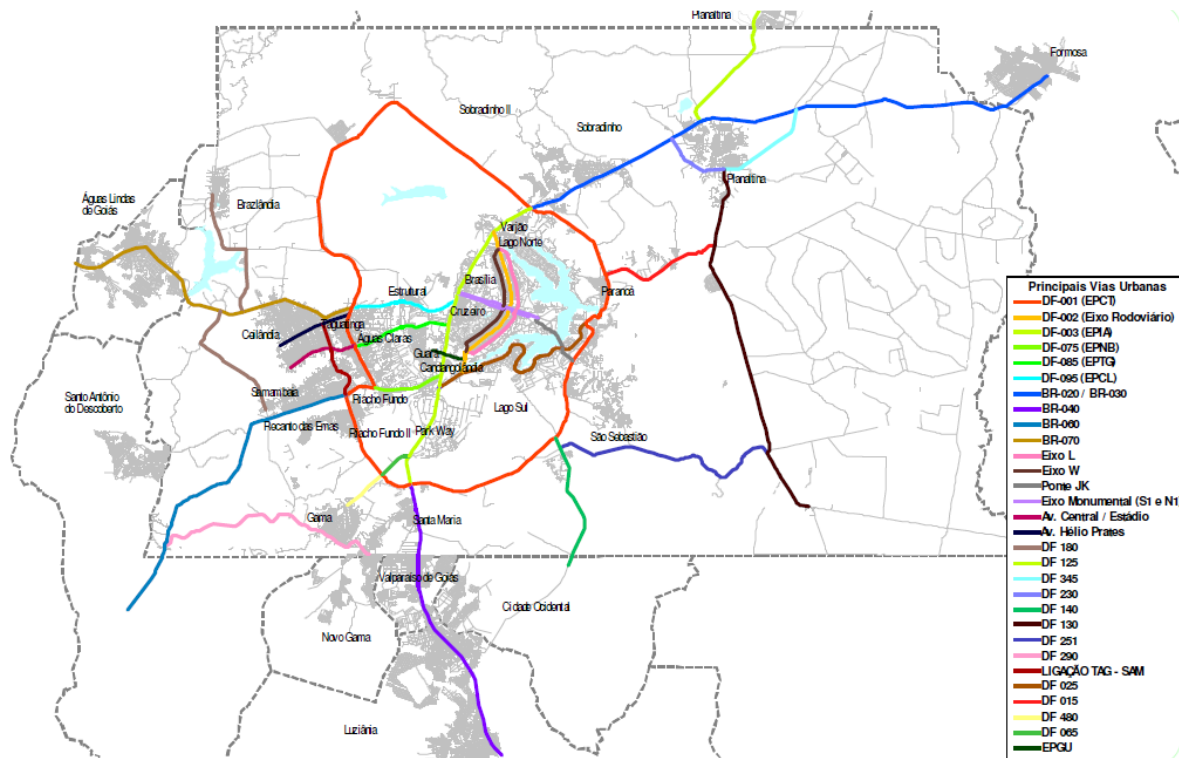 Planaltina
Formosa
Sobradinho II
Sobradinho
Planaltina
Águas Lindas
de Goiás
Brazlândia
Varjão
Lago Norte
Brasília
Paranoá
Estrutural
Cruzeiro
Taguatinga
Ceilândia
Águas Claras
Guará
Candangolândia
Samambaia
Riacho Fundo
Santo Antônio
do Descoberto
Lago Sul
Recanto das Emas
Riacho Fundo II
Park Way
São Sebastião
Gama
Santa Maria
Valparaíso de Goiás
Cidade Ocidental
Novo Gama
Luziânia
Principais Vias Urbanas
DF-001 (EPCT)
DF-002 (Eixo Rodoviário)
DF-003 (EPIA)
DF-075 (EPNB)
DF-085 (EPTG)
DF-095 (EPCL)
BR-020 / BR-030
BR-040
BR-060
BR-070
Eixo L
Eixo W
Ponte JK
Eixo Monumental (S1 e N1)
Av. Central / Estádio
Av. Hélio Prates
DF 180
DF 125
DF 345
DF 230
DF 140
DF 130
DF 251
DF 290
LIGAÇÃO TAG - SAM
DF 025
DF 015
DF 480
DF 065
EPGU